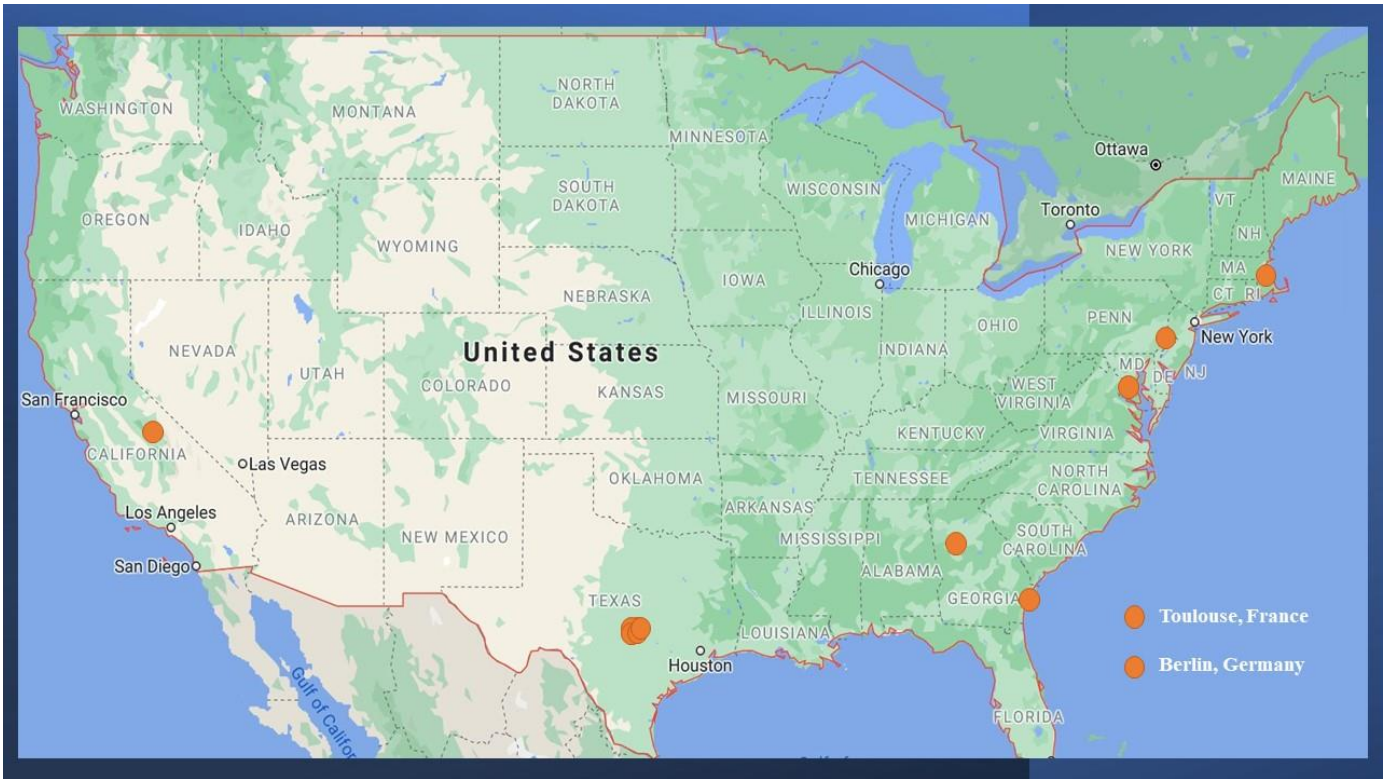 NORTH
DAKOTA
WASHINGTON
MONTANA
MINNESOTA
Ottawa
MAINE
SOUTH
DAKOTA
WISCONSIN
VT
OREGON
IDAHO
MICHIGAN
Toronto
NH
WYOMING
NEW YORK
MA
Chicago
IOWA
CT RI
NEBRASKA
ILLINOIS
OHIO
PENN
New York
NEVADA
United States
INDIANA
UTAH
COLORADO
KANSAS
MD
DE
NJ
WEST
VIRGINIA
MISSOURI
San Francisco
KENTUCKY
VIRGINIA
CALIFORNIA
Las Vegas
OKLAHOMA
TENNESSEE
NORTH
CAROLINA
Los Angeles
ARIZONA
ARKANSAS
NEW MEXICO
MISSISSIPPI
SOUTH
CAROLINA
San Diego
ALABAMA
TEXAS
GEORGIA
Toulouse, France
LOUISIANA
Houston
Berlin, Germany
Gulf of Califor
FLORIDA